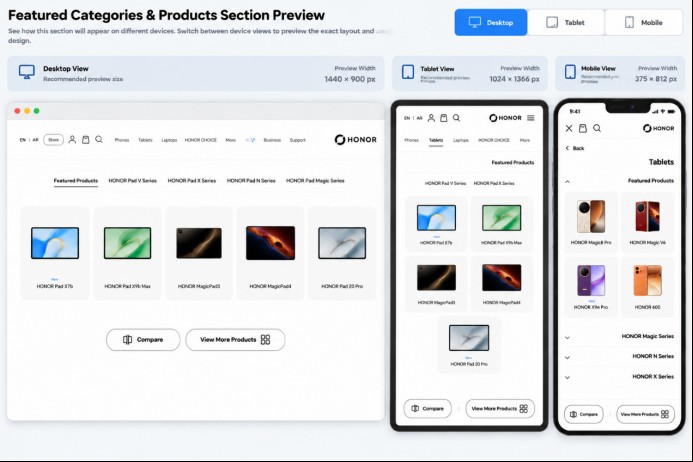 Featured Categories & Products Section Preview
See how this section will appear on different devices. Switch between device views to preview the exact layout and
design.
Desktop
Tablet
Mobile
Desktop View
Recommended preview size
Preview Width
1440 × 900 px
Tablet View
Recommended preview
Preview Width
1024 × 1366 px
Mobile View
Recommended
Preview Width
375 × 812 px
EN | AR
Store
Phones
Tablets
Laptops
HONOR CHOICE
More
Business
Support
HONOR
Featured Products
HONOR Pad V Series
HONOR Pad X Series
HONOR Pad N Series
HONOR Pad Magic Series
New
HONOR Pad X7b
HONOR Pad X9b Max
HONOR MagicPad3
HONOR MagicPad4
HONOR Pad 20 Pro
Compare
View More Products
EN | AR
HONOR
Phones
Tablets
Laptops
HONOR CHOICE
More
Featured Products
HONOR Pad V Series
HONOR Pad X Series
HONOR Pad X7b
HONOR Pad X9b Max
HONOR MagicPad3
HONOR MagicPad4
HONOR Pad 20 Pro
Compare
View More Products
9:41
HONOR
Back
Tablets
Featured Products
HONOR Magic8 Pro
HONOR Magic V6
HONOR X9e Pro
HONOR 600
HONOR Magic Series
HONOR N Series
HONOR X Series
Compare
View More Products